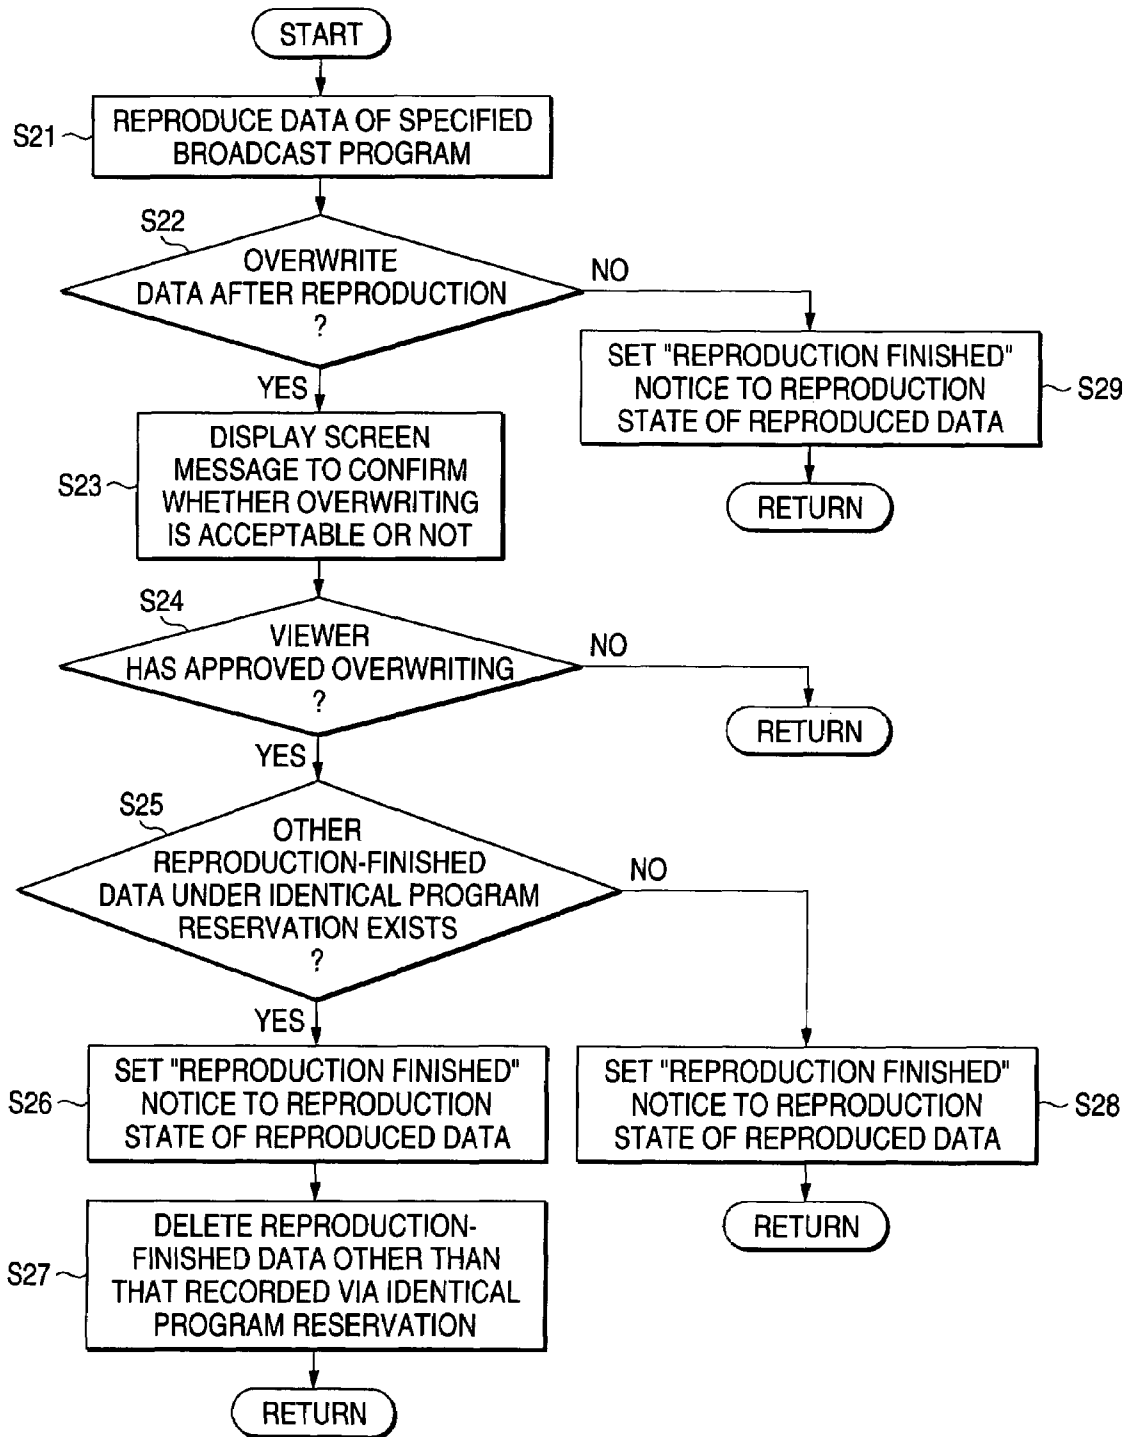 START
S21
REPRODUCE DATA OF SPECIFIED
BROADCAST PROGRAM
S22
OVERWRITE
DATA AFTER REPRODUCTION
?
NO
YES
SET "REPRODUCTION FINISHED"
NOTICE TO REPRODUCTION
STATE OF REPRODUCED DATA
S29
RETURN
S23
DISPLAY SCREEN
MESSAGE TO CONFIRM
WHETHER OVERWRITING
IS ACCEPTABLE OR NOT
S24
VIEWER
HAS APPROVED OVERWRITING
?
NO
RETURN
YES
S25
OTHER
REPRODUCTION-FINISHED
DATA UNDER IDENTICAL PROGRAM
RESERVATION EXISTS
?
NO
YES
S26
SET "REPRODUCTION FINISHED"
NOTICE TO REPRODUCTION
STATE OF REPRODUCED DATA
SET "REPRODUCTION FINISHED"
NOTICE TO REPRODUCTION
STATE OF REPRODUCED DATA
S28
RETURN
S27
DELETE REPRODUCTION-
FINISHED DATA OTHER THAN
THAT RECORDED VIA IDENTICAL
PROGRAM RESERVATION
RETURN